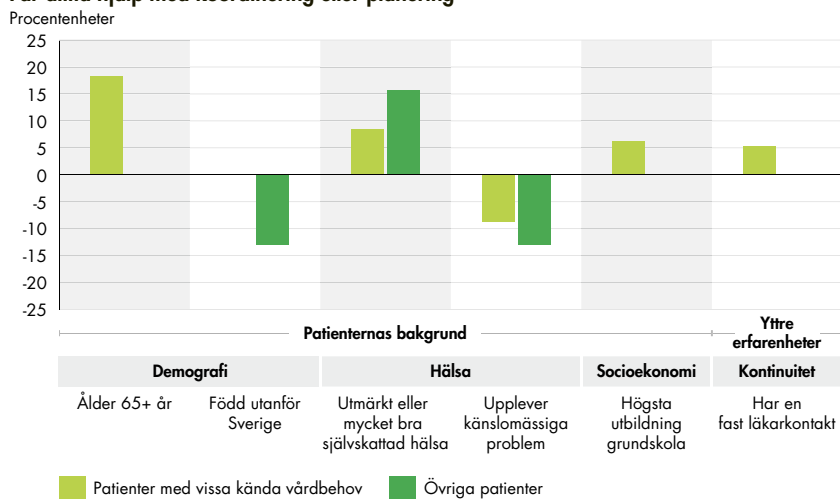 Procentenheter
25
20
15
10
5
0
-5
-10
-15
-20
-25
Patienternas bakgrund
Yttre
erfarenheter
Demografi
Hälsa
Socioekonomi
Kontinuitet
Ålder 65+ år
Född utanför
Sverige
Utmärkt eller
mycket bra
självskattad hälsa
Upplever
känslomässiga
problem
Högsta
utbildning
grundskola
Har en
fast läkarkontakt
Patienter med vissa kända vårdbehov
Övriga patienter